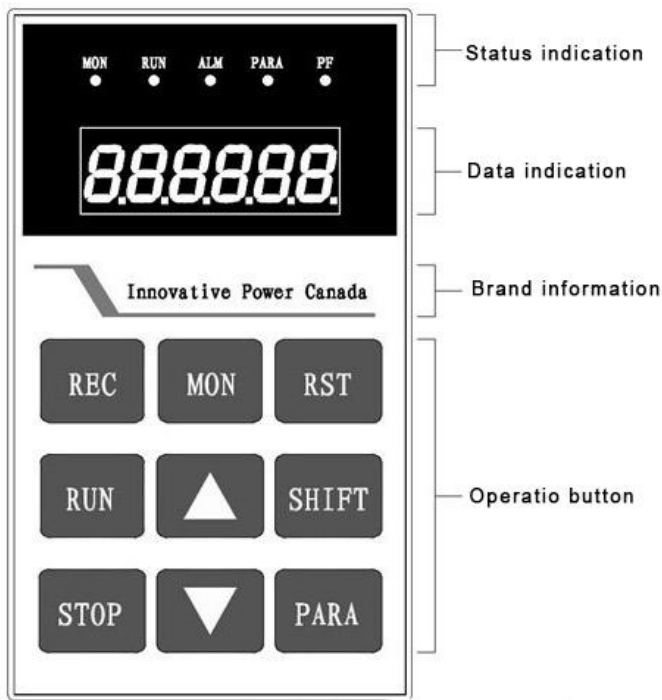 Status indication
MON RUN ALM PARA PF
8.8.8.8.8.8.
Data indication
Innovative Power Canada
Brand information
REC MON RST
RUN SHIFT
Operatio button
STOP PARA